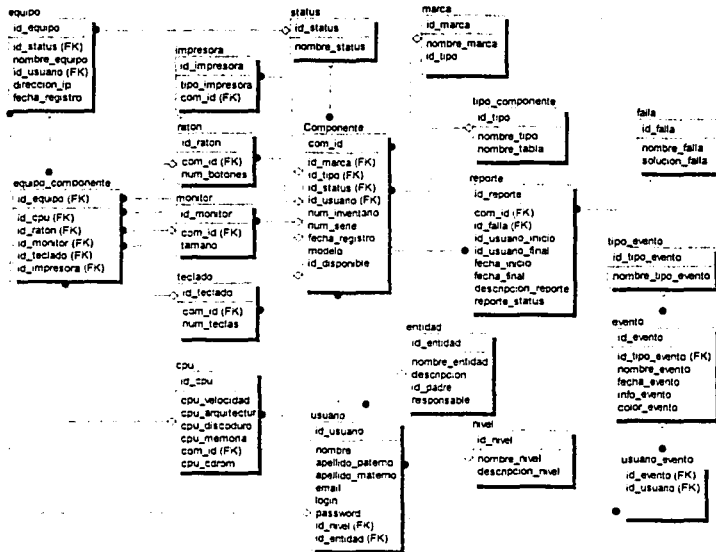 equipo
id_equipo
id_status (FK)
nombre_equipo
id_usuario (FK)
direccion_ip
fecha_registro
status
id_status
nombre_status
marca
id_marca
nombre_marca
id_tipo
impresora
id_impresora
tipo_impresora
com_id (FK)
raton
id_raton
com_id (FK)
num_botones
monitor
id_monitor
com_id (FK)
tamano
teclado
id_teclado
com_id (FK)
num_teclas
cpu
id_cpu
cpu_velocidad
cpu_arquitectur
cpu_discoduro
cpu_memoria
com_id (FK)
cpu_cdrom
equipo_componente
id_equipo (FK)
id_cpu (FK)
id_raton (FK)
id_monitor (FK)
id_teclado (FK)
id_impresora (FK)
Componente
com_id
id_marca (FK)
id_tipo (FK)
id_status (FK)
id_usuario (FK)
num_inventario
num_serie
fecha_registro
modelo
id_disponible
tipo_componente
id_tipo
nombre_tipo
nombre_tabla
falla
id_falla
nombre_falla
solucion_falla
reporte
id_reporte
com_id (FK)
id_falla (FK)
id_usuario_inicio
id_usuario_final
fecha_inicio
fecha_final
descripcion_reporte
reporte_status
tipo_evento
id_tipo_evento
nombre_tipo_evento
evento
id_evento
id_tipo_evento (FK)
nombre_evento
fecha_evento
info_evento
color_evento
entidad
id_entidad
nombre_entidad
descripcion
id_padre
responsable
usuario
id_usuario
nombre
apellido_paterno
apellido_materno
email
login
password
id_nivel (FK)
id_entidad (FK)
nivel
id_nivel
nombre_nivel
descripcion_nivel
usuario_evento
id_evento (FK)
id_usuario (FK)